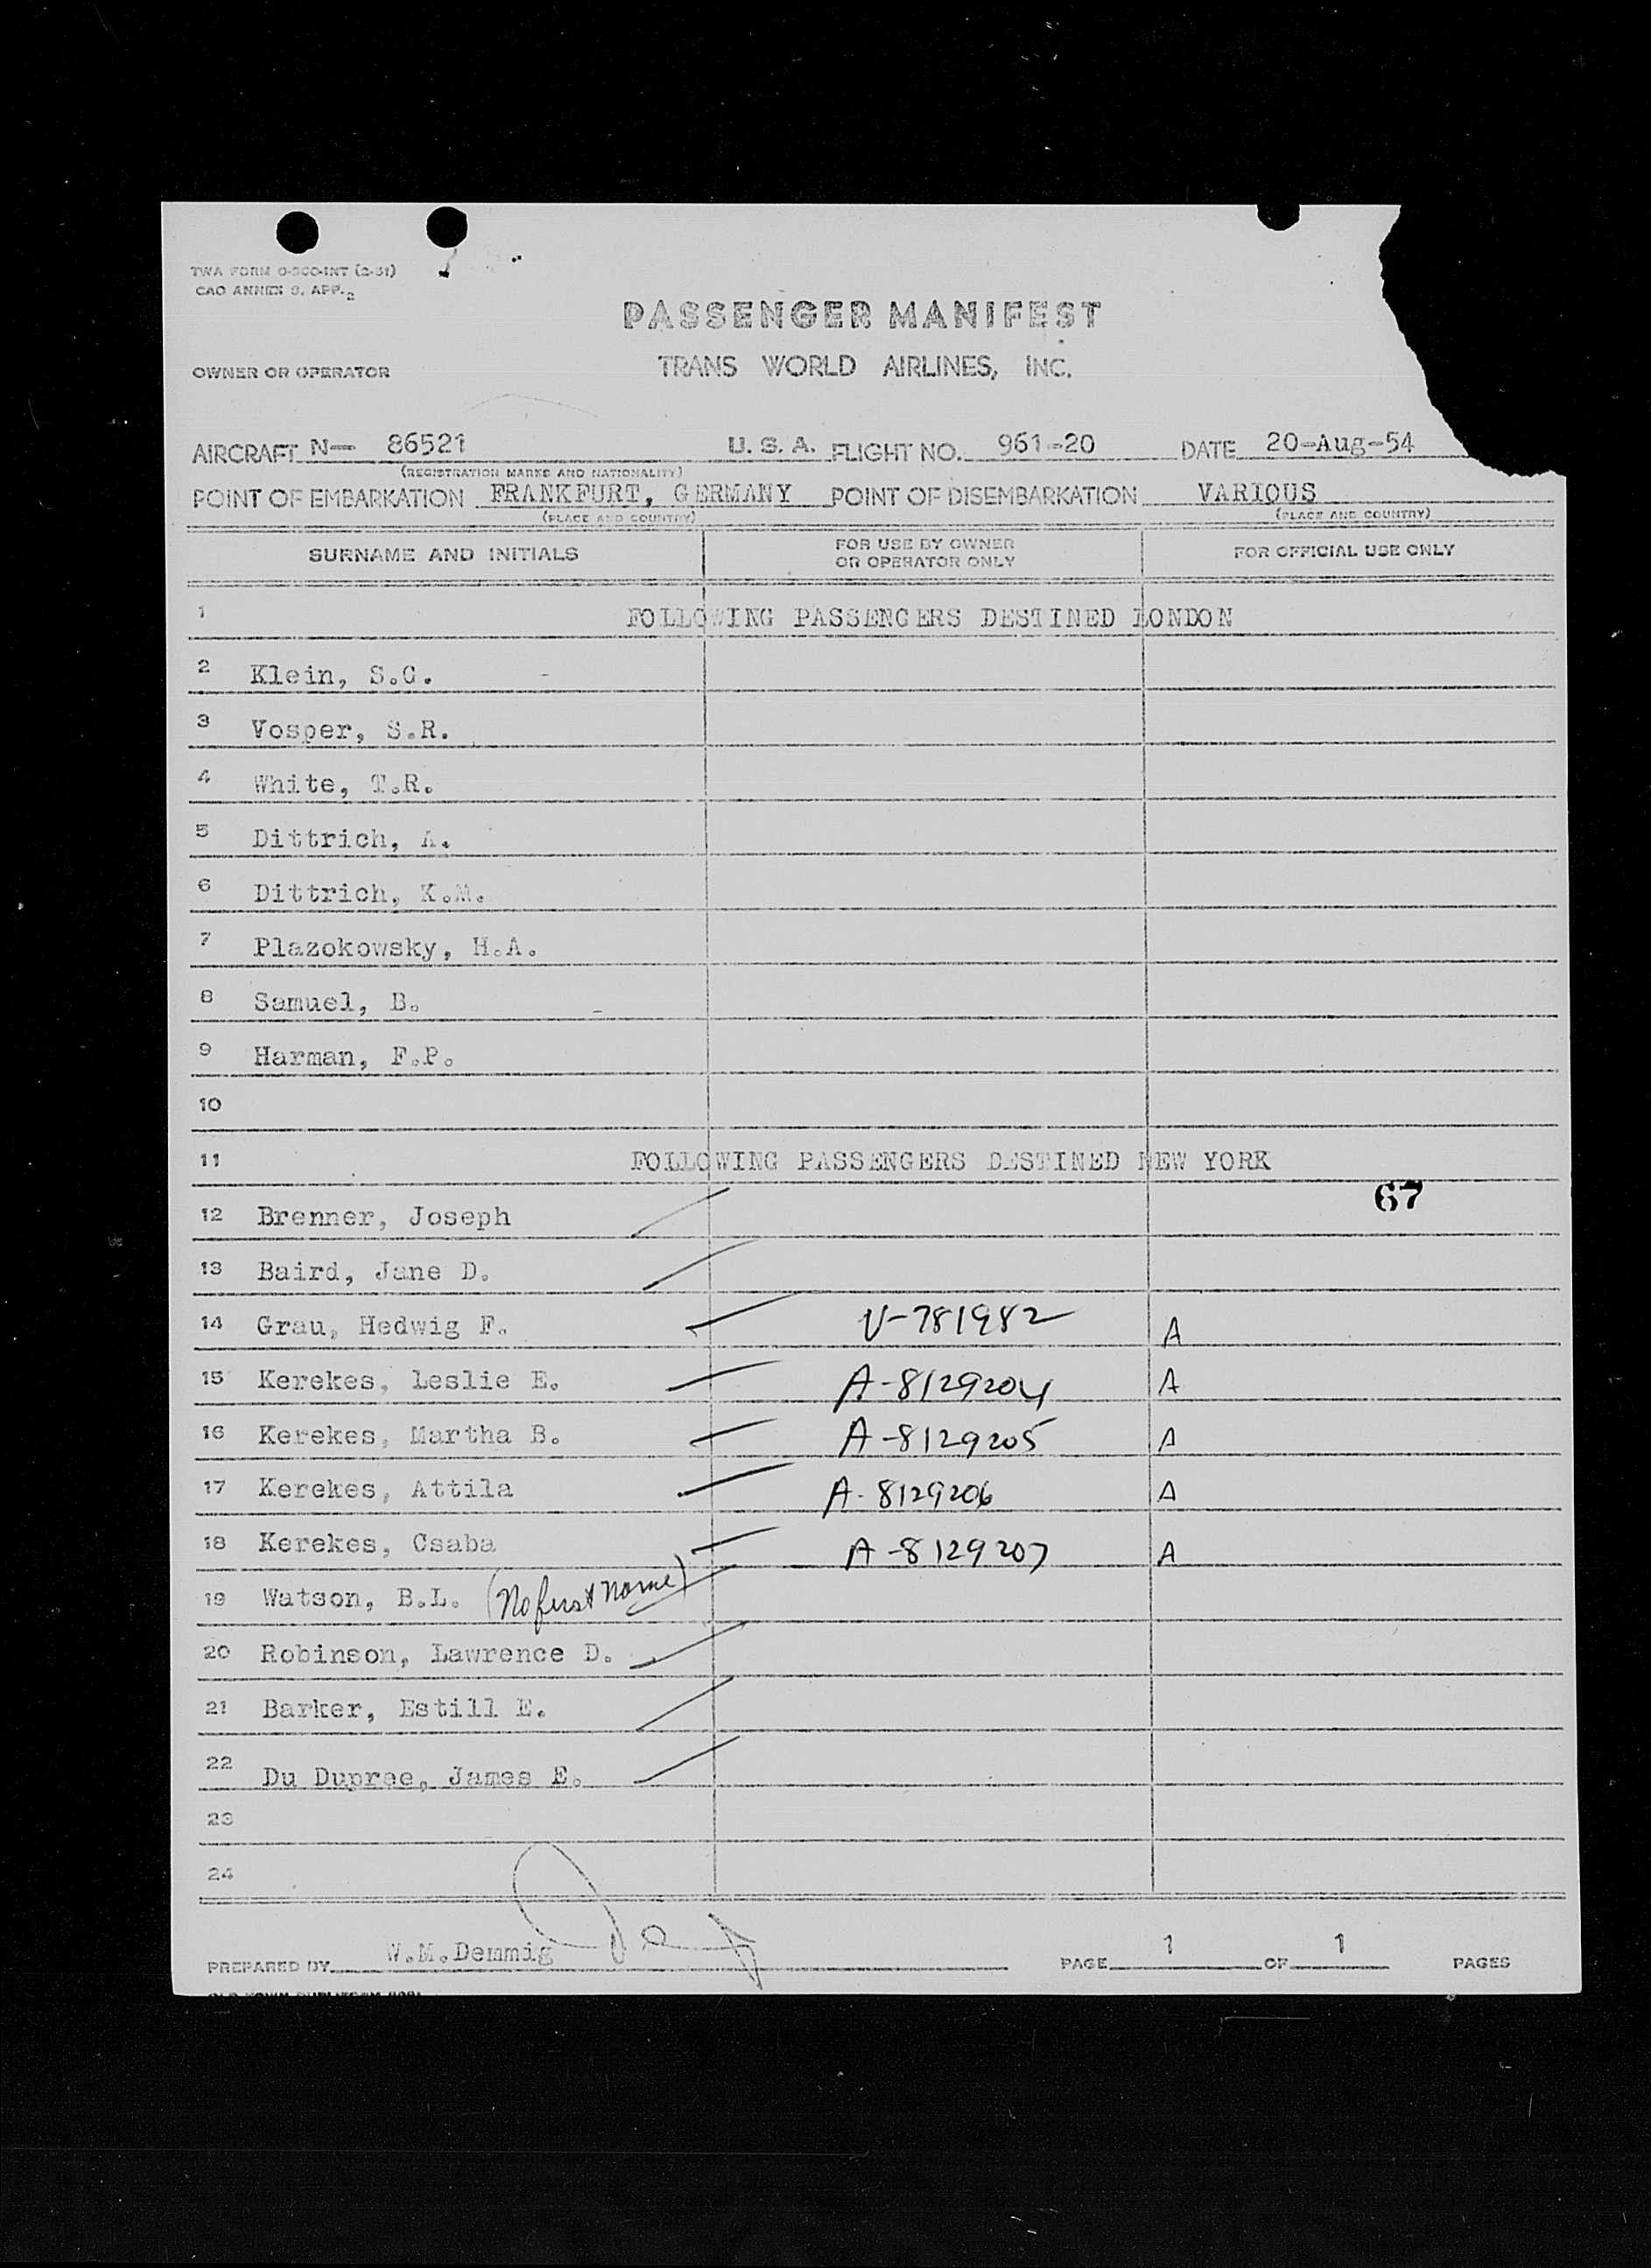 TWA FORM O-300-INT (2-51)
CAO ANNEX 9, APP. 2
PASSENGER MANIFEST
OWNER OR OPERATOR TRANS WORLD AIRLINES, INC.
AIRCRAFT N— 86521 U. S. A. FLIGHT NO. 961-20 DATE 20-Aug-54
(REGISTRATION MARKS AND NATIONALITY)
POINT OF EMBARKATION FRANKFURT, GERMANY POINT OF DISEMBARKATION VARIOUS
(PLACE AND COUNTRY) (PLACE AND COUNTRY)
SURNAME AND INITIALS FOR USE BY OWNER OR OPERATOR ONLY FOR OFFICIAL USE ONLY
1 FOLLOWING PASSENGERS DESTINED LONDON
2 Klein, S.G.
3 Vosper, S.R.
4 White, T.R.
5 Dittrich, A.
6 Dittrich, K.M.
7 Plazokowsky, H.A.
8 Samuel, B.
9 Harman, F.P.
10
11 FOLLOWING PASSENGERS DESTINED NEW YORK
67
12 Brenner, Joseph
13 Baird, Jane D.
14 Grau, Hedwig F. V-781982 A
15 Kerekes, Leslie E. A-8129204 A
16 Kerekes, Martha B. A-8129205 A
17 Kerekes, Attila A-8129206 A
18 Kerekes, Csaba A-8129207 A
19 Watson, B.L. (No first name)
20 Robinson, Lawrence D.
21 Barker, Estill E.
22 Du Dupree, James E.
23
24
PREPARED BY W.M.Demmig PAGE 1 OF 1 PAGES